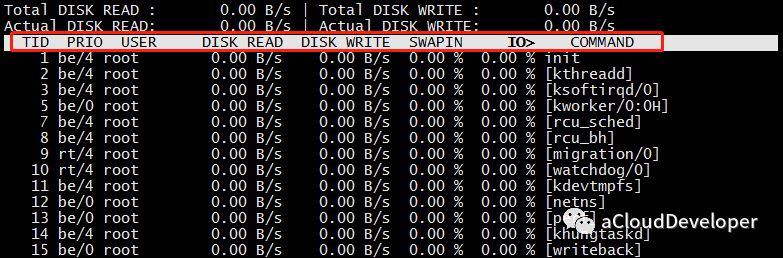 Total DISK READ : 0.00 B/s | Total DISK WRITE : 0.00 B/s
Actual DISK READ: 0.00 B/s | Actual DISK WRITE: 0.00 B/s
TID PRIO USER DISK READ DISK WRITE SWAPIN IO> COMMAND
1 be/4 root 0.00 B/s 0.00 B/s 0.00 % 0.00 % init
2 be/4 root 0.00 B/s 0.00 B/s 0.00 % 0.00 % [kthreadd]
3 be/4 root 0.00 B/s 0.00 B/s 0.00 % 0.00 % [ksoftirqd/0]
5 be/0 root 0.00 B/s 0.00 B/s 0.00 % 0.00 % [kworker/0:0H]
7 be/4 root 0.00 B/s 0.00 B/s 0.00 % 0.00 % [rcu_sched]
8 be/4 root 0.00 B/s 0.00 B/s 0.00 % 0.00 % [rcu_bh]
9 rt/4 root 0.00 B/s 0.00 B/s 0.00 % 0.00 % [migration/0]
10 rt/4 root 0.00 B/s 0.00 B/s 0.00 % 0.00 % [watchdog/0]
11 be/4 root 0.00 B/s 0.00 B/s 0.00 % 0.00 % [kdevtmpfs]
12 be/0 root 0.00 B/s 0.00 B/s 0.00 % 0.00 % [netns]
13 be/0 root 0.00 B/s 0.00 B/s 0.00 % 0.00 %
14 be/4 root 0.00 B/s 0.00 B/s 0.00 % 0.00 % [khungtaskd]
15 be/0 root 0.00 B/s 0.00 B/s 0.00 % 0.00 % [writeback]
aCloudDeveloper